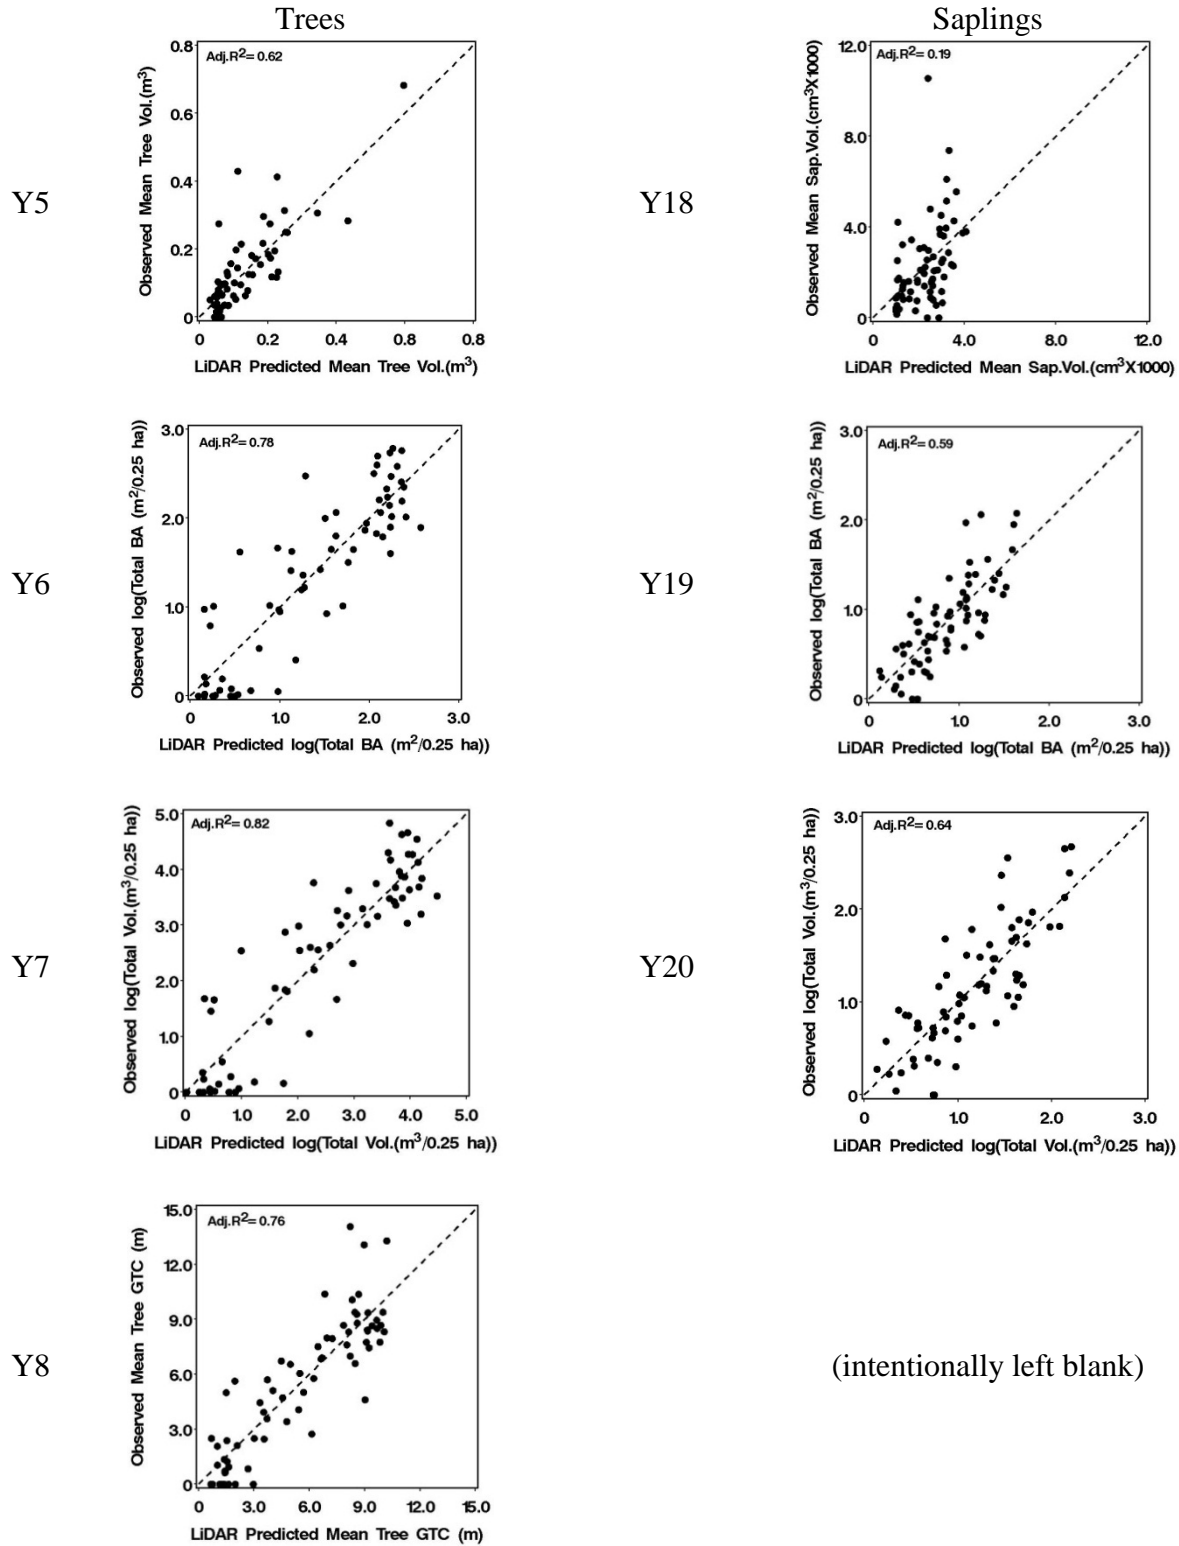 Trees
Saplings
Y5
Adj.R²= 0.62
Observed Mean Tree Vol.(m³)
0.8
0.6
0.4
0.2
0
0 0.2 0.4 0.6 0.8
LiDAR Predicted Mean Tree Vol.(m³)
Y18
Adj.R²= 0.19
Observed Mean Sap.Vol.(cm³X1000)
12.0
8.0
4.0
0
0 4.0 8.0 12.0
LiDAR Predicted Mean Sap.Vol.(cm³X1000)
Y6
Adj.R²= 0.78
Observed log(Total BA (m²/0.25 ha))
3.0
2.0
1.0
0
0 1.0 2.0 3.0
LiDAR Predicted log(Total BA (m²/0.25 ha))
Y19
Adj.R²= 0.59
Observed log(Total BA (m²/0.25 ha))
3.0
2.0
1.0
0
0 1.0 2.0 3.0
LiDAR Predicted log(Total BA (m²/0.25 ha))
Y7
Adj.R²= 0.82
Observed log(Total Vol.(m³/0.25 ha))
5.0
4.0
3.0
2.0
1.0
0
0 1.0 2.0 3.0 4.0 5.0
LiDAR Predicted log(Total Vol.(m³/0.25 ha))
Y20
Adj.R²= 0.64
Observed log(Total Vol.(m³/0.25 ha))
3.0
2.0
1.0
0
0 1.0 2.0 3.0
LiDAR Predicted log(Total Vol.(m³/0.25 ha))
Y8
Adj.R²= 0.76
Observed Mean Tree GTC (m)
15.0
12.0
9.0
6.0
3.0
0
0 3.0 6.0 9.0 12.0 15.0
LiDAR Predicted Mean Tree GTC (m)
(intentionally left blank)